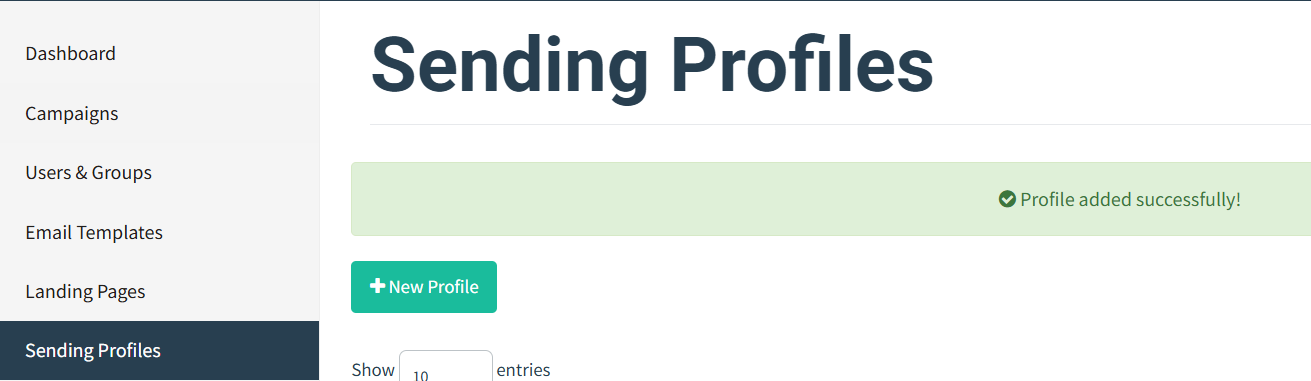 Dashboard
Campaigns
Users & Groups
Email Templates
Landing Pages
Sending Profiles
Sending Profiles
Profile added successfully!
New Profile
Show 10 entries